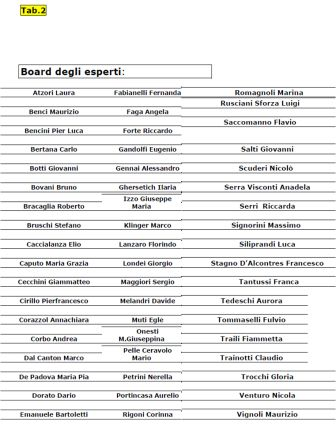 Tab.2
Board degli esperti:
Atzori Laura Fabianelli Fernanda Romagnoli Marina
Rusciani Sforza Luigi
Benci Maurizio Faga Angela
Saccomanno Flavio
Bencini Pier Luca Forte Riccardo
Bertana Carlo Gandolfi Eugenio Salti Giovanni
Botti Giovanni Gennai Alessandro Scuderi Nicolò
Bovani Bruno Ghersetich Ilaria Serra Visconti Anadela
Bracaglia Roberto Izzo Giuseppe
Maria Serri Riccarda
Bruschi Stefano Klinger Marco Signorini Massimo
Caccialanza Elio Lanzaro Florindo Siliprandi Luca
Caputo Maria Grazia Londei Giorgio Stagno D'Alcontres Francesco
Cecchini Giammatteo Maggiori Sergio Tantussi Franca
Cirillo Pierfrancesco Melandri Davide Tedeschi Aurora
Corazzol Annachiara Muti Egle Tommaselli Fulvio
Corbo Andrea Onesti
M.Giuseppina Traili Fiammetta
Dal Canton Marco Pelle Ceravolo
Mario Trainotti Claudio
De Padova Maria Pia Petrini Nerella Trocchi Gloria
Dorato Dario Portincasa Aurelio Venturo Nicola
Emanuele Bartoletti Rigoni Corinna Vignoli Maurizio